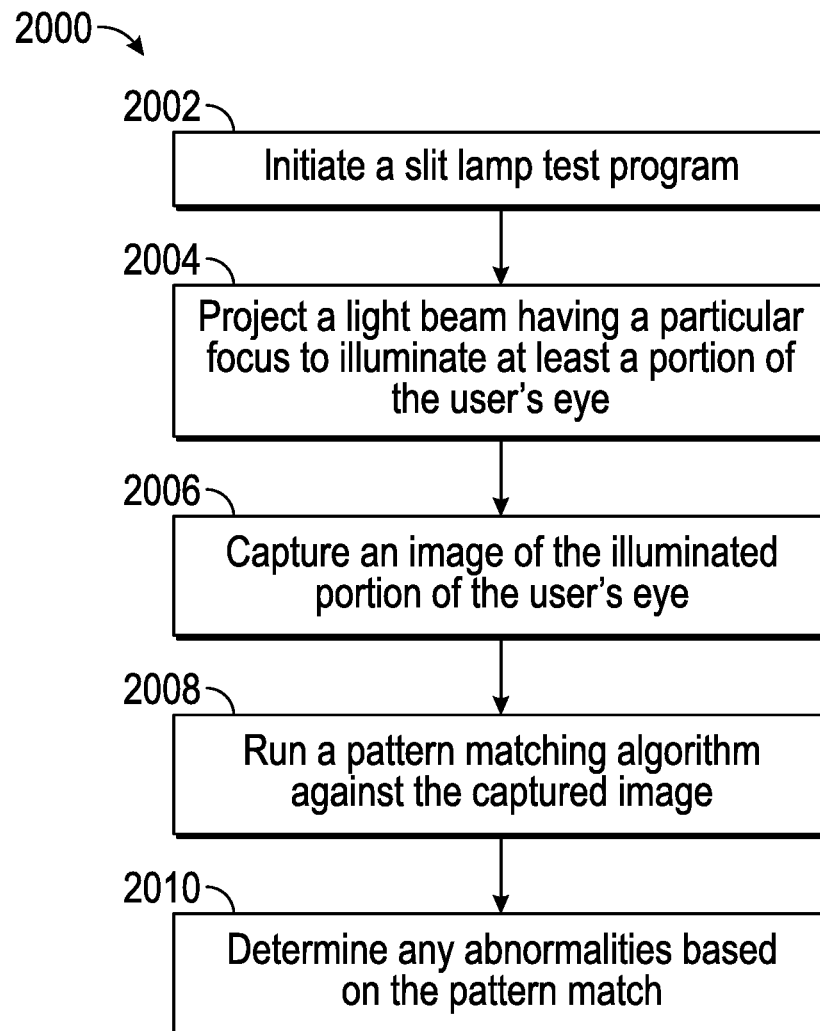 2000
2002
Initiate a slit lamp test program
2004
Project a light beam having a particular
focus to illuminate at least a portion of
the user's eye
2006
Capture an image of the illuminated
portion of the user's eye
2008
Run a pattern matching algorithm
against the captured image
2010
Determine any abnormalities based
on the pattern match